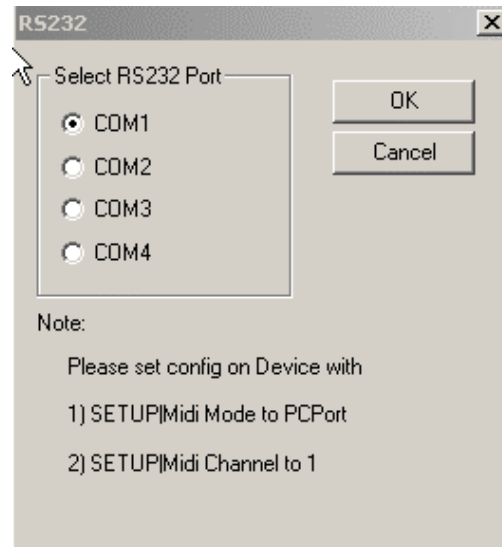 RS232
Select RS232 Port
COM1
COM2
COM3
COM4
OK
Cancel
Note:
Please set config on Device with
1) SETUP|Midi Mode to PCPort
2) SETUP|Midi Channel to 1